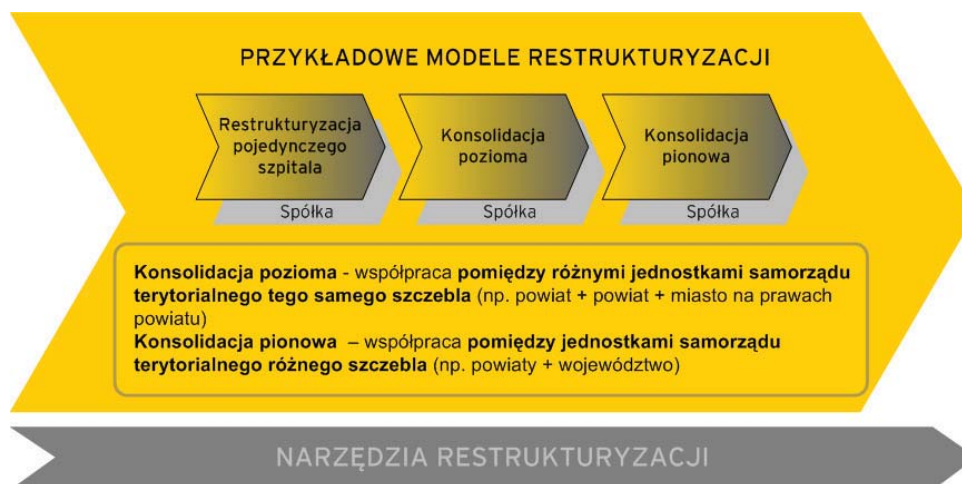 PRZYKŁADOWE MODELE RESTRUKTURYZACJI
Restrukturyzacja
pojedynczego
szpitala
Spółka
Konsolidacja
pozioma
Spółka
Konsolidacja
pionowa
Spółka
Konsolidacja pozioma - współpraca pomiędzy różnymi jednostkami samorządu
terytorialnego tego samego szczebla (np. powiat + powiat + miasto na prawach
powiatu)
Konsolidacja pionowa – współpraca pomiędzy jednostkami samorządu
terytorialnego różnego szczebla (np. powiaty + województwo)
NARZĘDZIA RESTRUKTURYZACJI